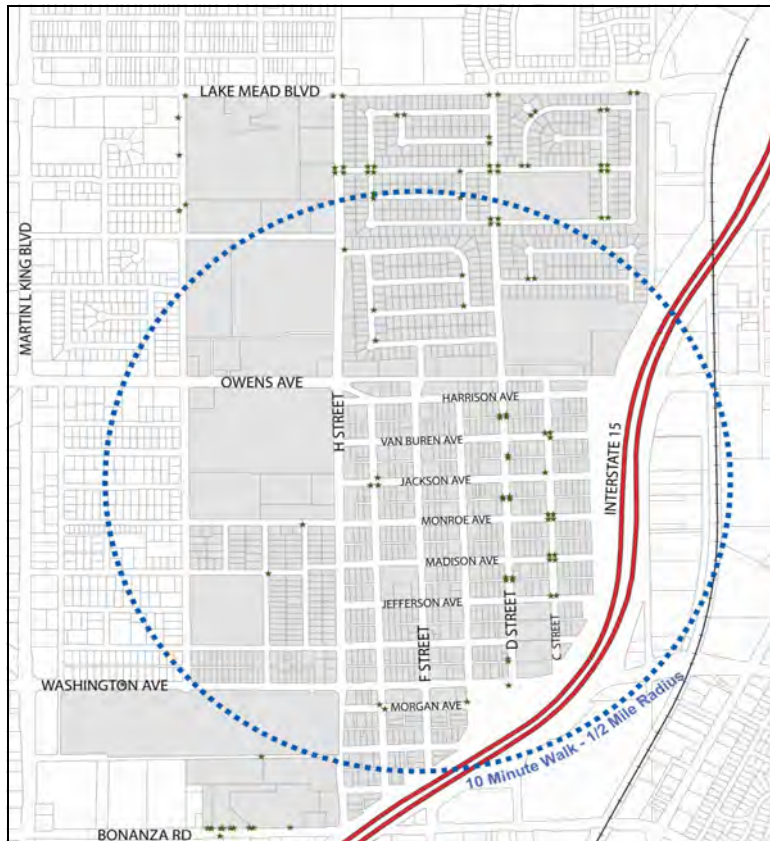 LAKE MEAD BLVD
MARTIN L KING BLVD
OWENS AVE
H STREET
HARRISON AVE
VAN BUREN AVE
JACKSON AVE
INTERSTATE 15
MONROE AVE
MADISON AVE
JEFFERSON AVE
F STREET
D STREET
C STREET
WASHINGTON AVE
MORGAN AVE
10 Minute Walk - 1/2 Mile Radius
BONANZA RD